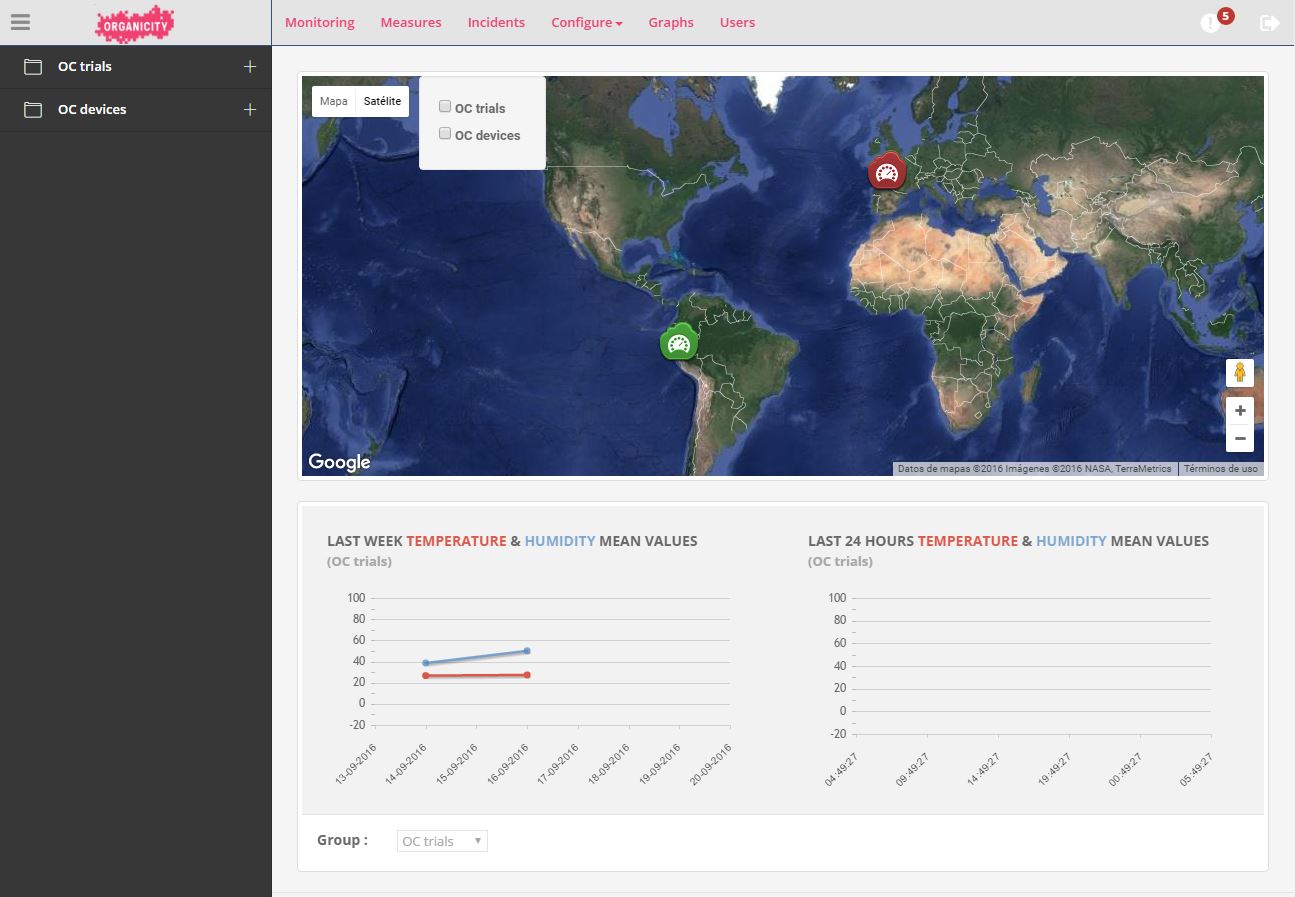 ORGANICITY
Monitoring Measures Incidents Configure Graphs Users
5
OC trials
OC devices
Mapa Satélite
OC trials
OC devices
Google
Datos de mapas ©2016 Imágenes ©2016 NASA, TerraMetrics Términos de uso
LAST WEEK TEMPERATURE & HUMIDITY MEAN VALUES
(OC trials)
100
80
60
40
20
0
-20
13-09-2016 14-09-2016 15-09-2016 16-09-2016 17-09-2016 18-09-2016 19-09-2016 20-09-2016
LAST 24 HOURS TEMPERATURE & HUMIDITY MEAN VALUES
(OC trials)
100
80
60
40
20
0
-20
04:49:27 09:49:27 14:49:27 19:49:27 00:49:27 05:49:27
Group : OC trials